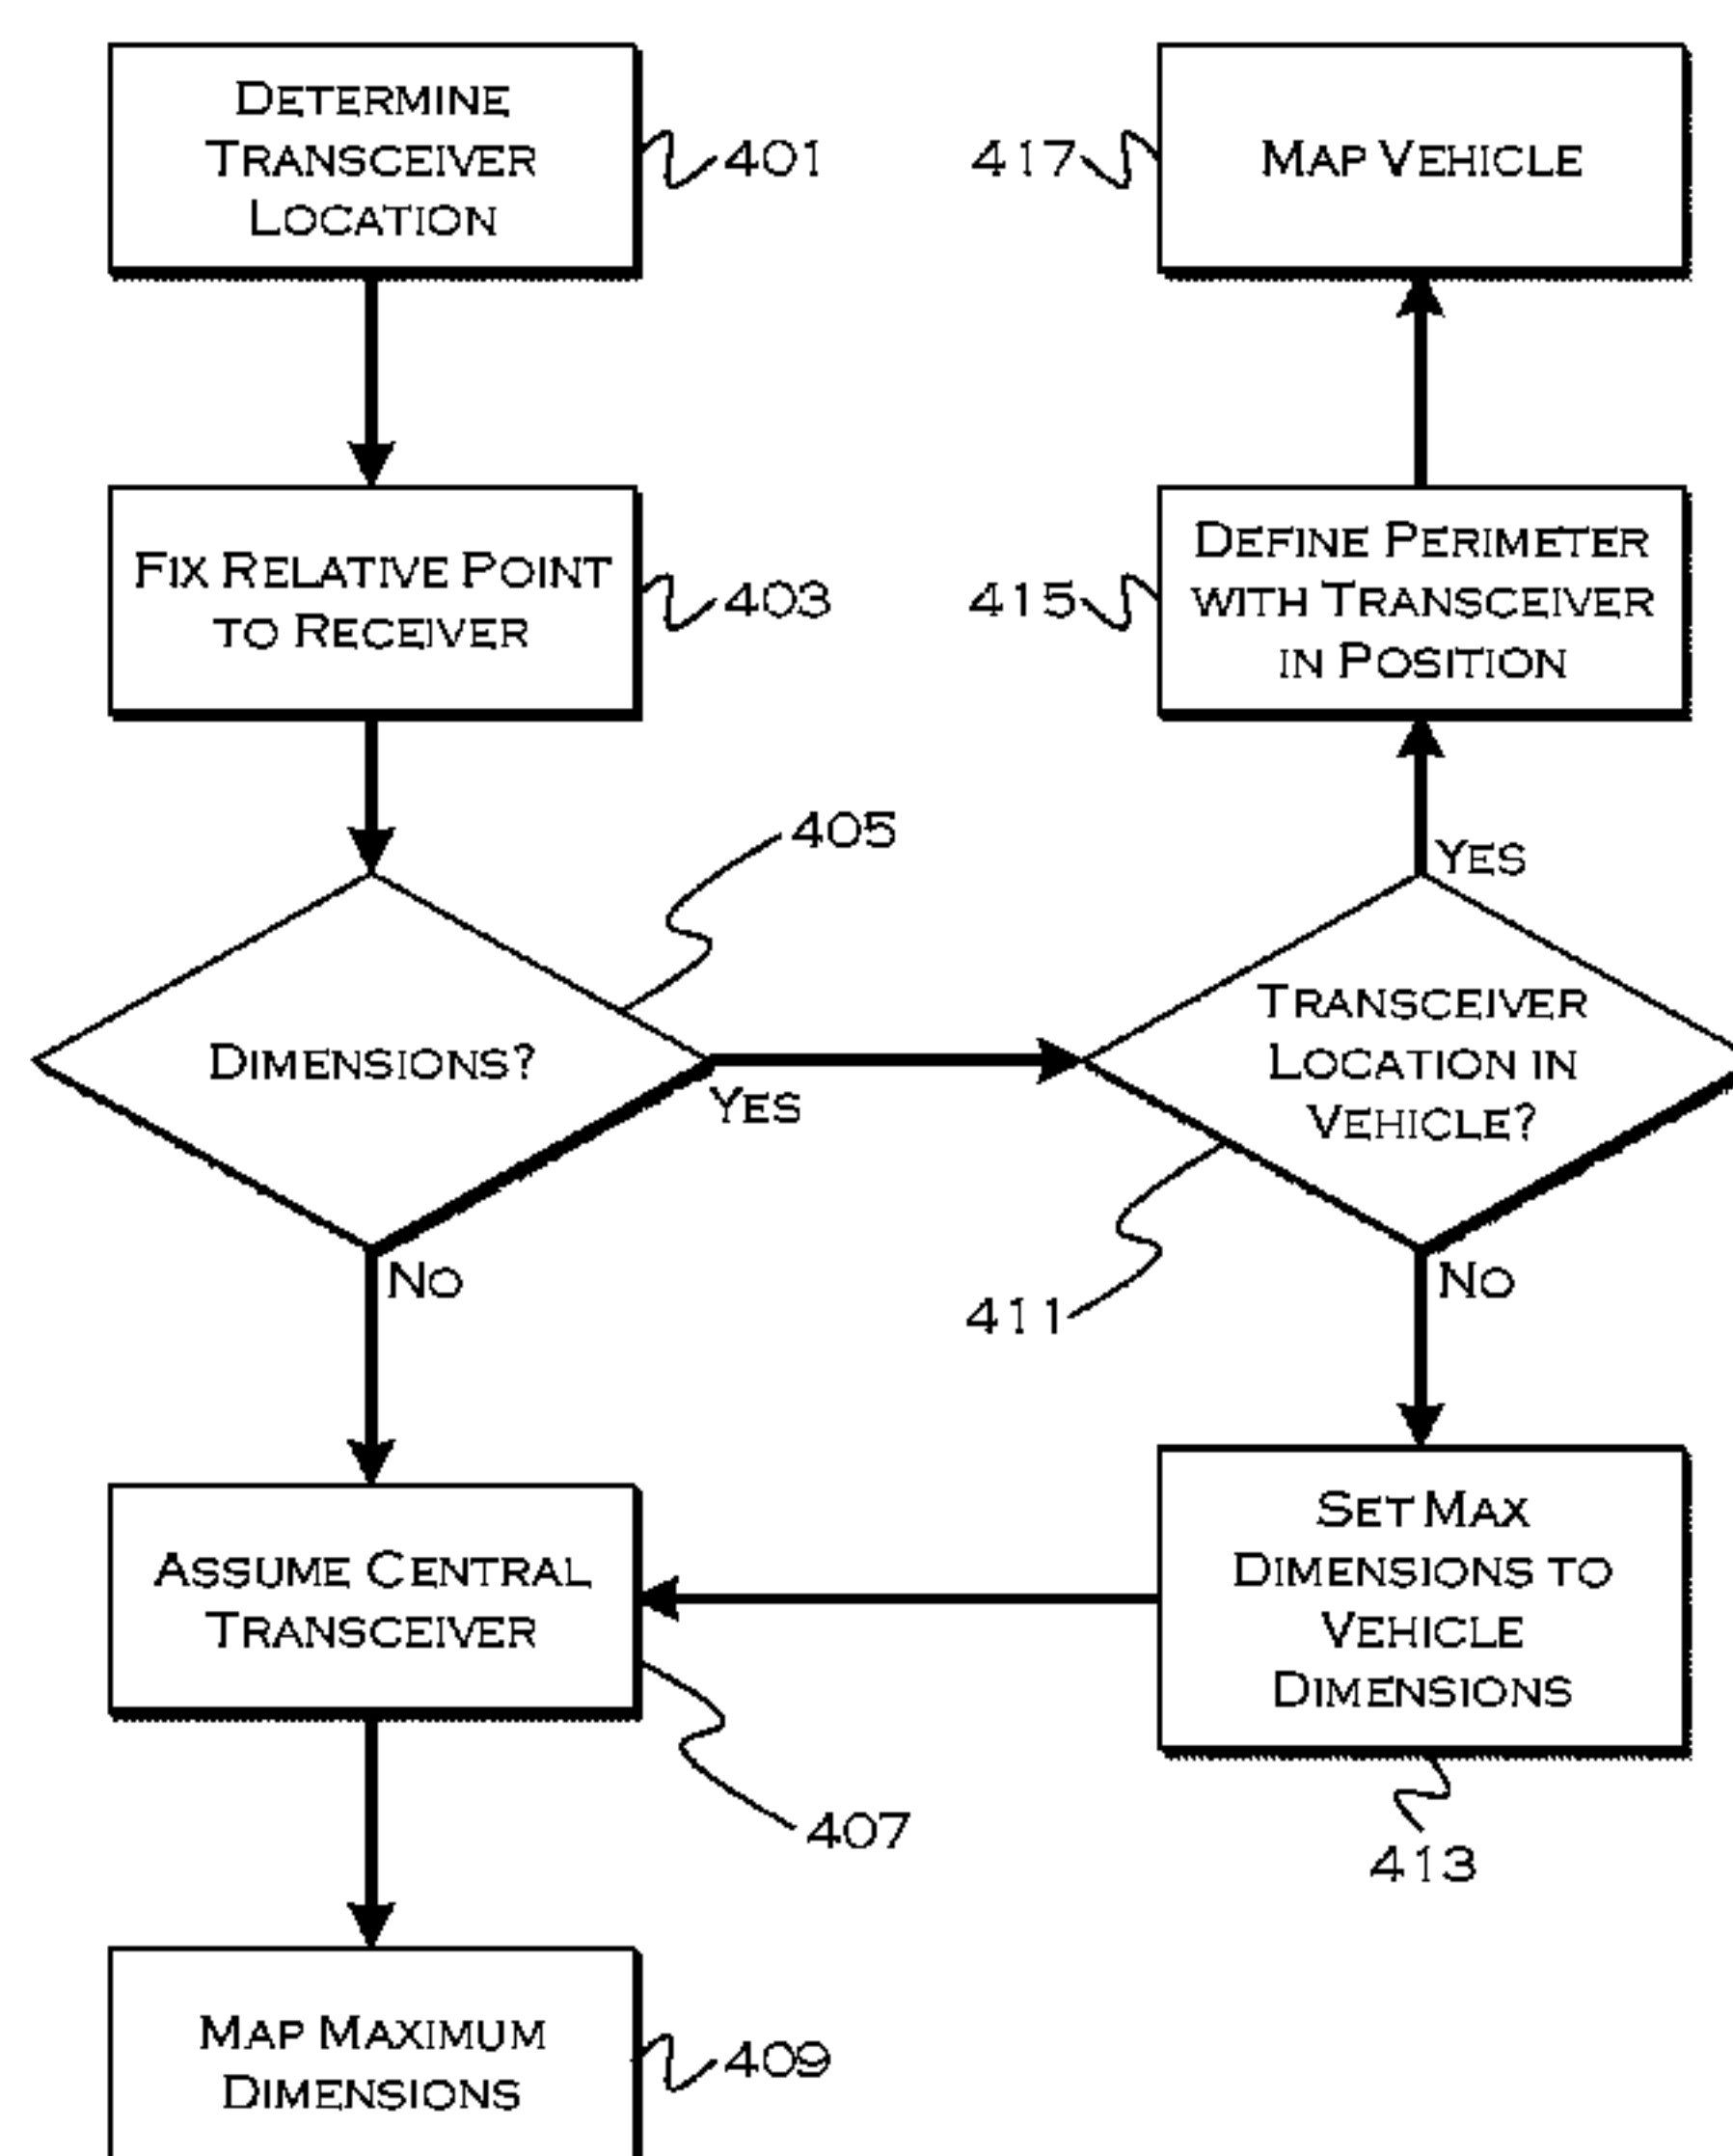 DETERMINE
TRANSCEIVER
LOCATION
401
FIX RELATIVE POINT
TO RECEIVER
403
405
DIMENSIONS?
YES
NO
ASSUME CENTRAL
TRANSCEIVER
407
MAP MAXIMUM
DIMENSIONS
409
417
MAP VEHICLE
415
DEFINE PERIMETER
WITH TRANSCEIVER
IN POSITION
YES
TRANSCEIVER
LOCATION IN
VEHICLE?
411
NO
SET MAX
DIMENSIONS TO
VEHICLE
DIMENSIONS
413